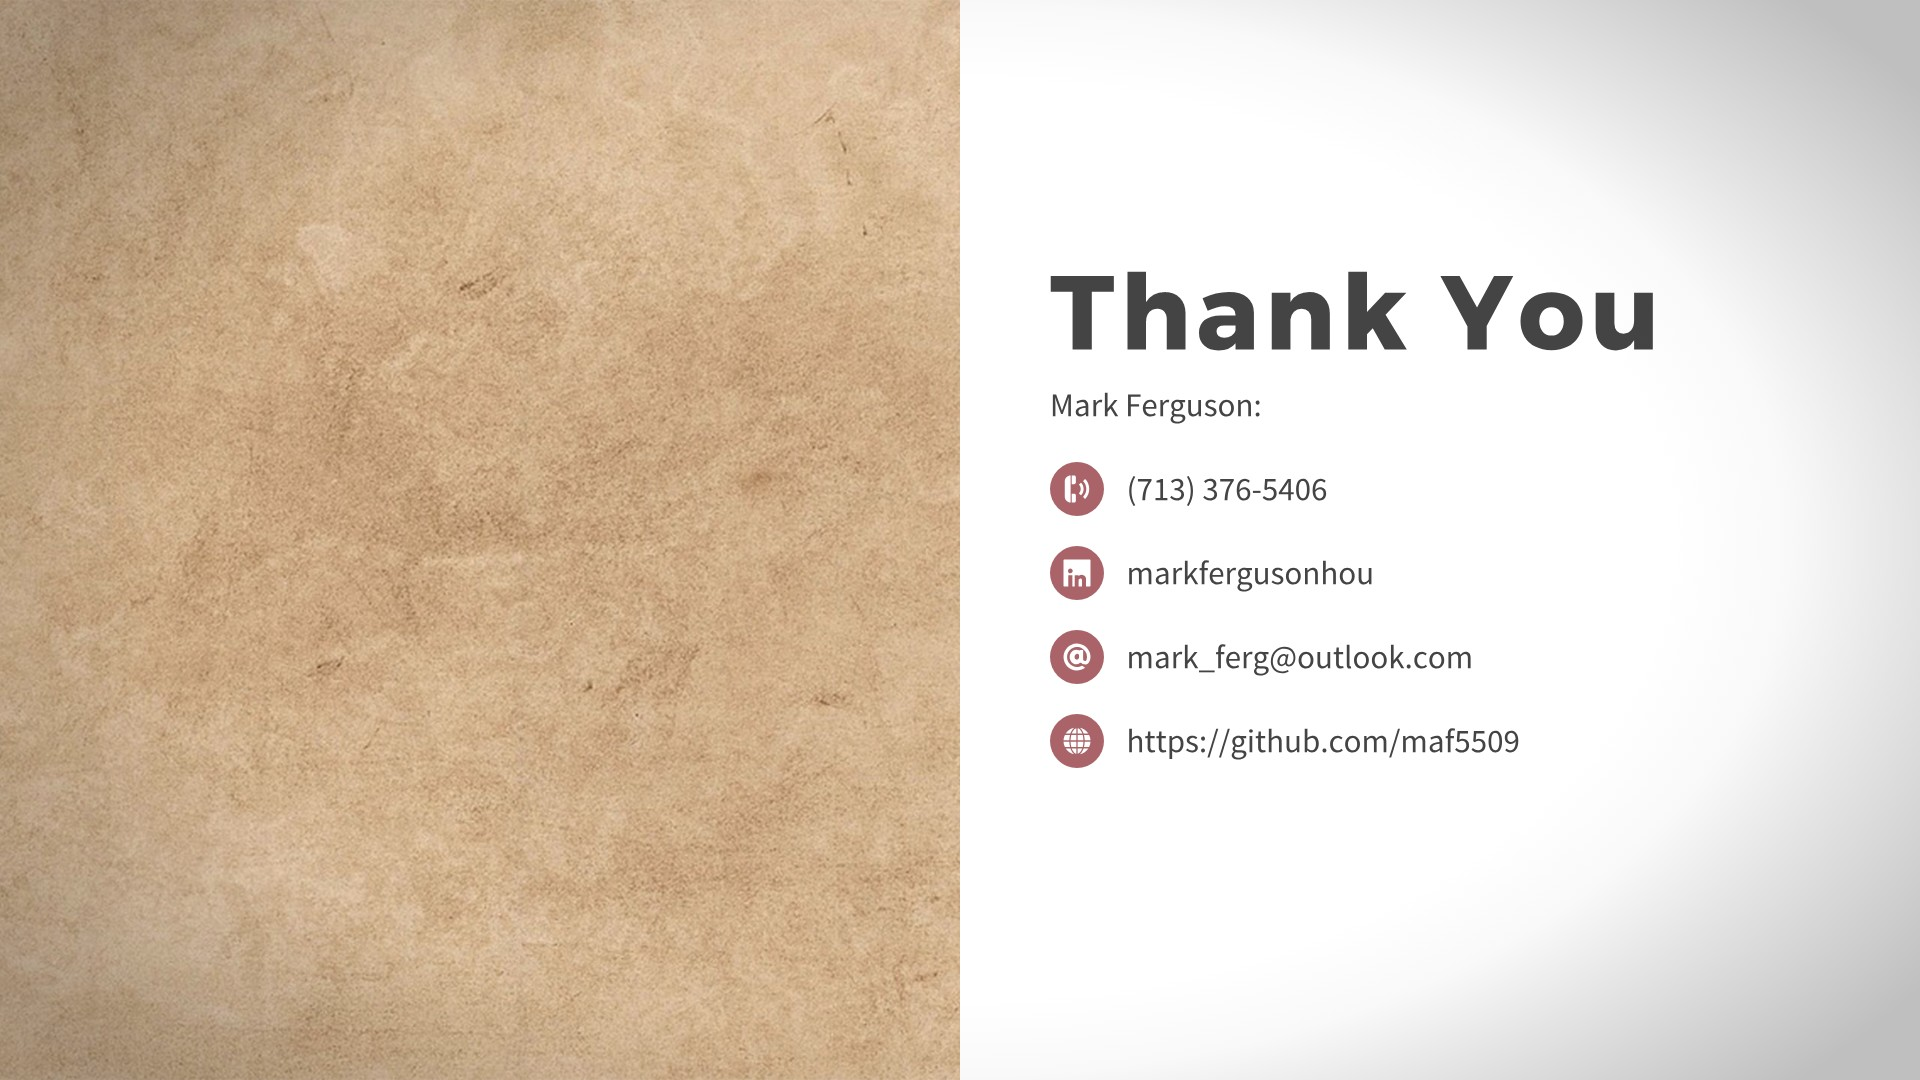 Thank You
Mark Ferguson:
(713) 376-5406
markfergusonhou
mark_ferg@outlook.com
https://github.com/maf5509